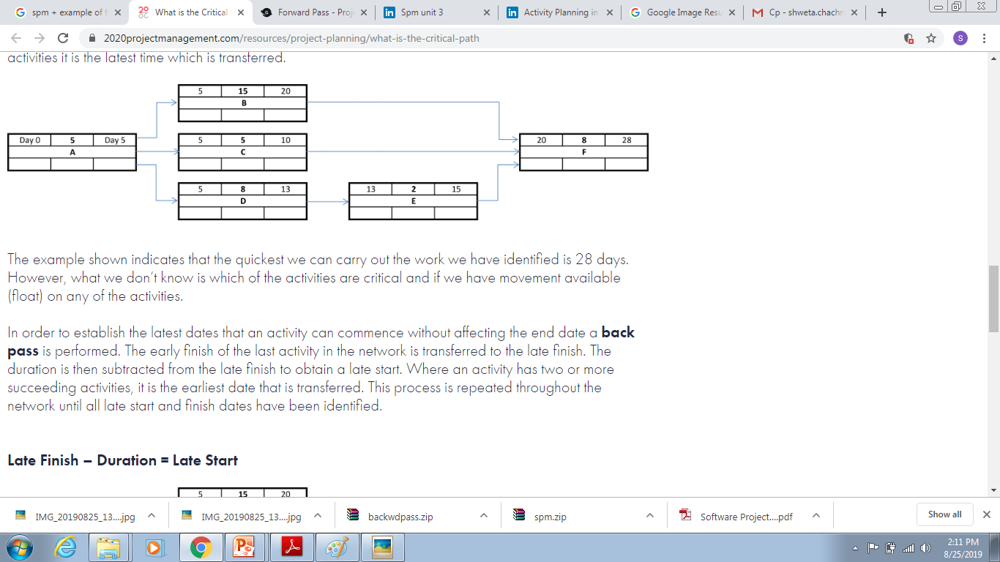 spm + example of f
What is the Critical
Forward Pass - Proj
Spm unit 3
Activity Planning in
Google Image Resu
Cp - shweta.chachra
2020projectmanagement.com/resources/project-planning/what-is-the-critical-path
S
activities it is the latest time which is transferred.
5 15 20
B
Day 0 5 Day 5
A
5 5 10
C
20 8 28
F
5 8 13
D
13 2 15
E
The example shown indicates that the quickest we can carry out the work we have identified is 28 days.
However, what we don't know is which of the activities are critical and if we have movement available
(float) on any of the activities.
In order to establish the latest dates that an activity can commence without affecting the end date a back
pass is performed. The early finish of the last activity in the network is transferred to the late finish. The
duration is then subtracted from the late finish to obtain a late start. Where an activity has two or more
succeeding activities, it is the earliest date that is transferred. This process is repeated throughout the
network until all late start and finish dates have been identified.
Late Finish – Duration = Late Start
5 15 20
IMG_20190825_13....jpg
IMG_20190825_13....jpg
backwdpass.zip
spm.zip
Software Project....pdf
Show all
2:11 PM
8/25/2019